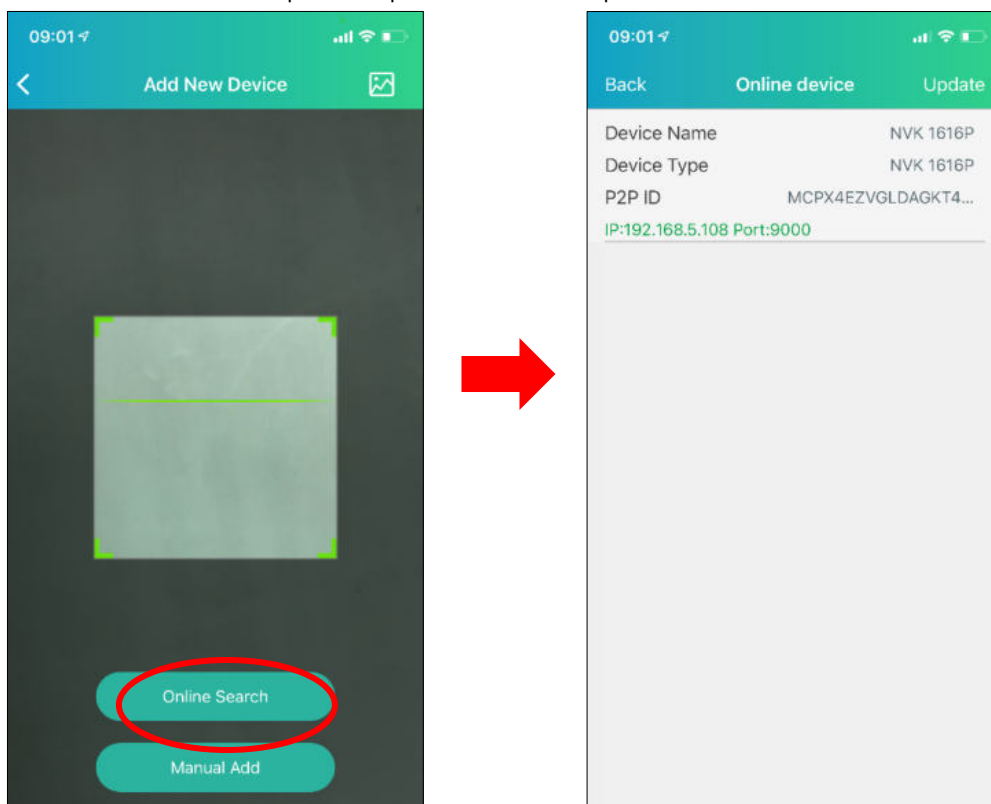 09:01
Add New Device
Online Search
Manual Add
09:01
Back Online device Update
Device Name NVK 1616P
Device Type NVK 1616P
P2P ID MCPX4EZVGLDAGKT4...
IP:192.168.5.108 Port:9000